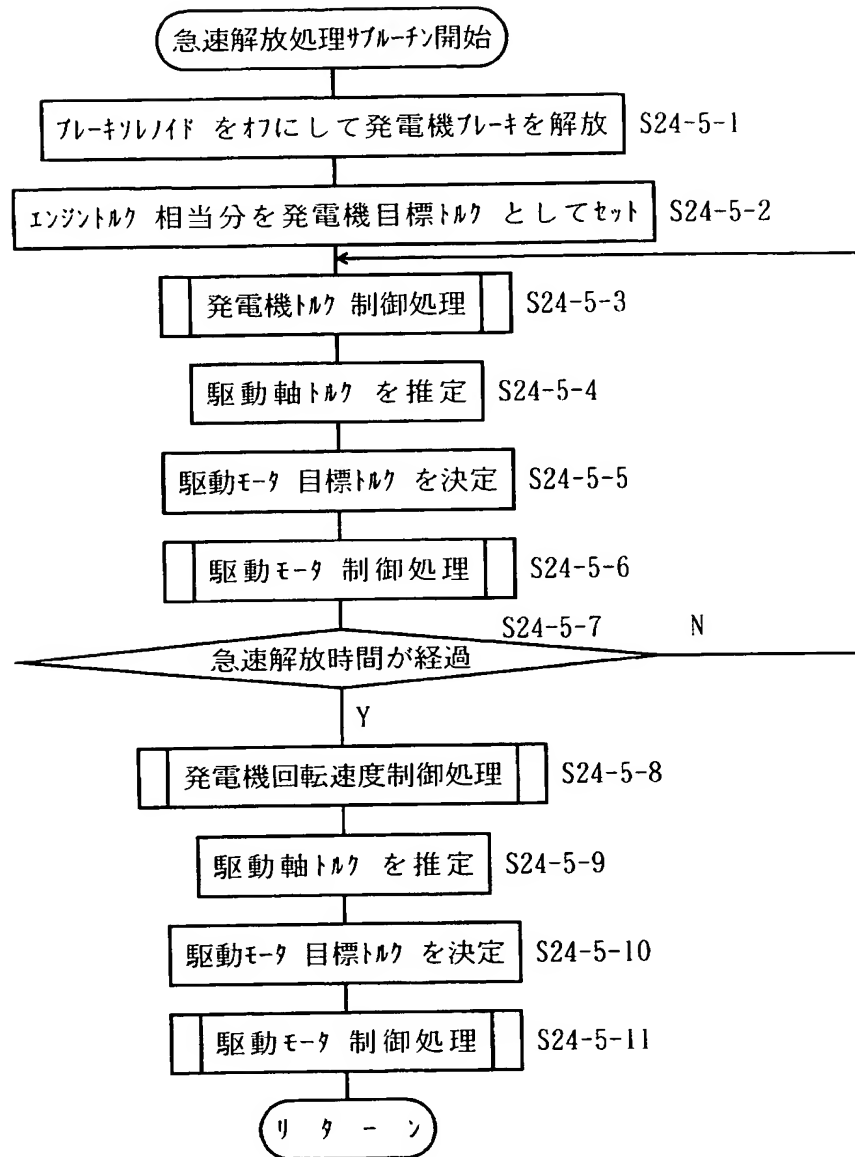 急速解放処理ｻﾌﾞﾙｰﾁﾝ開始
ﾌﾞﾚｰｷｿﾚﾉｲﾄﾞ をｵﾌにして発電機ﾌﾞﾚｰｷを解放 S24-5-1
ｴﾝｼﾞﾝﾄﾙｸ 相当分を発電機目標ﾄﾙｸ としてｾｯﾄ S24-5-2
発電機ﾄﾙｸ 制御処理 S24-5-3
駆動軸ﾄﾙｸ を推定 S24-5-4
駆動ﾓｰﾀ 目標ﾄﾙｸ を決定 S24-5-5
駆動ﾓｰﾀ 制御処理 S24-5-6
S24-5-7 N
急速解放時間が経過
Y
発電機回転速度制御処理 S24-5-8
駆動軸ﾄﾙｸ を推定 S24-5-9
駆動ﾓｰﾀ 目標ﾄﾙｸ を決定 S24-5-10
駆動ﾓｰﾀ 制御処理 S24-5-11
ﾘ ﾀ ｰ ﾝ